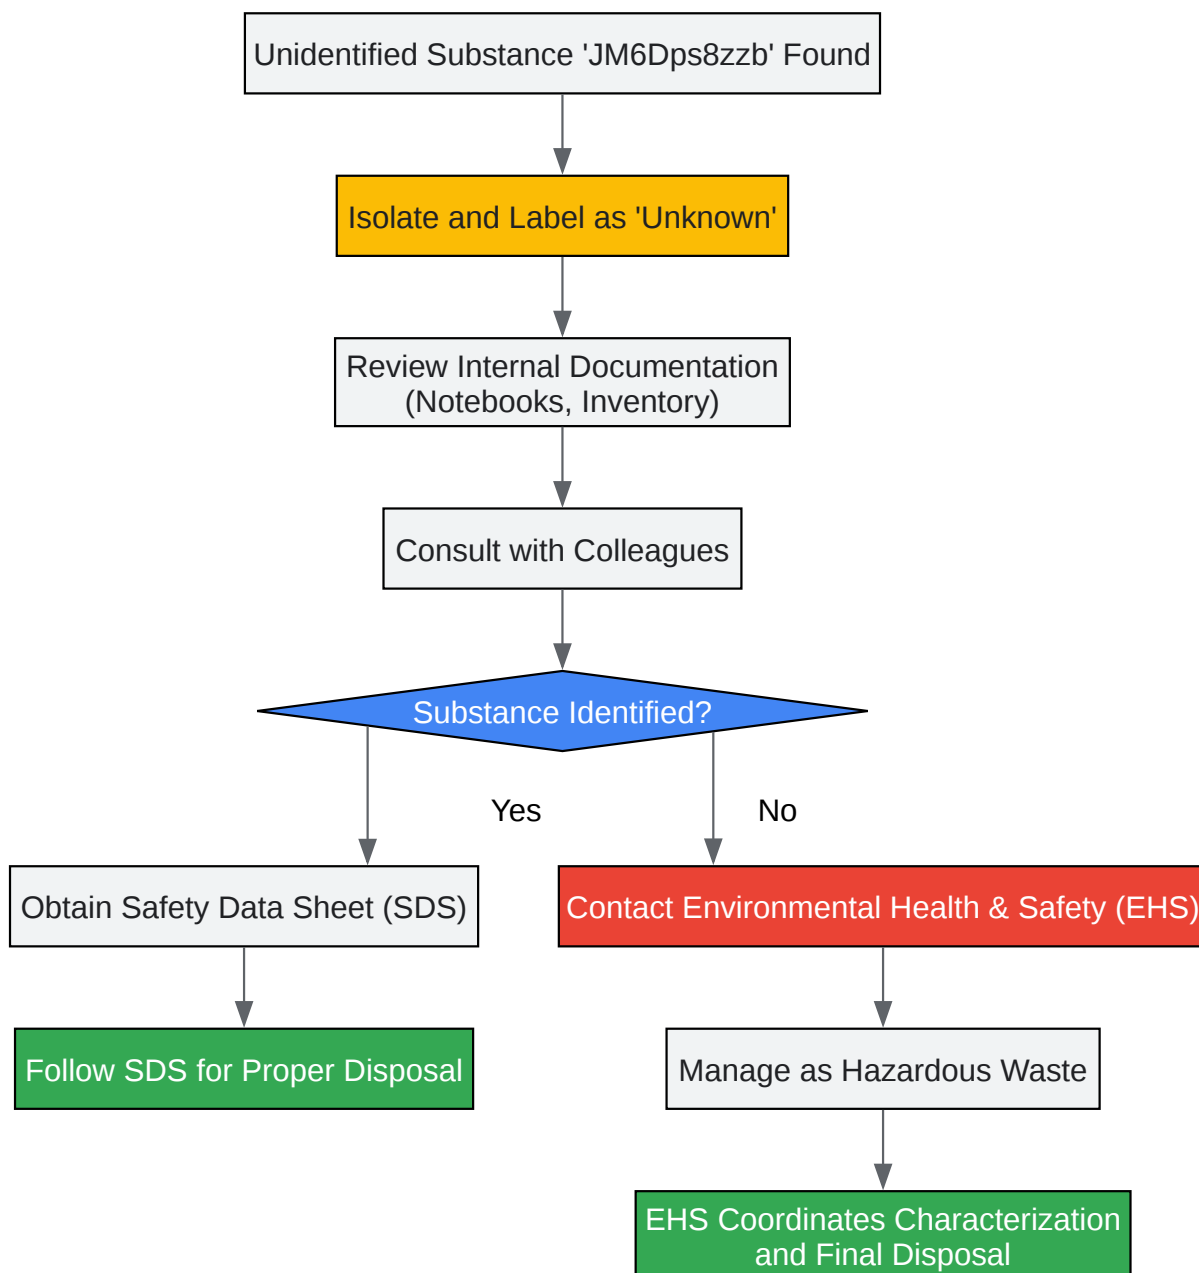 Unidentified Substance 'JM6Dps8zzb' Found
Isolate and Label as 'Unknown'
Review Internal Documentation
(Notebooks, Inventory)
Consult with Colleagues
Substance Identified?
Yes
No
Obtain Safety Data Sheet (SDS)
Contact Environmental Health & Safety (EHS)
Follow SDS for Proper Disposal
Manage as Hazardous Waste
EHS Coordinates Characterization
and Final Disposal